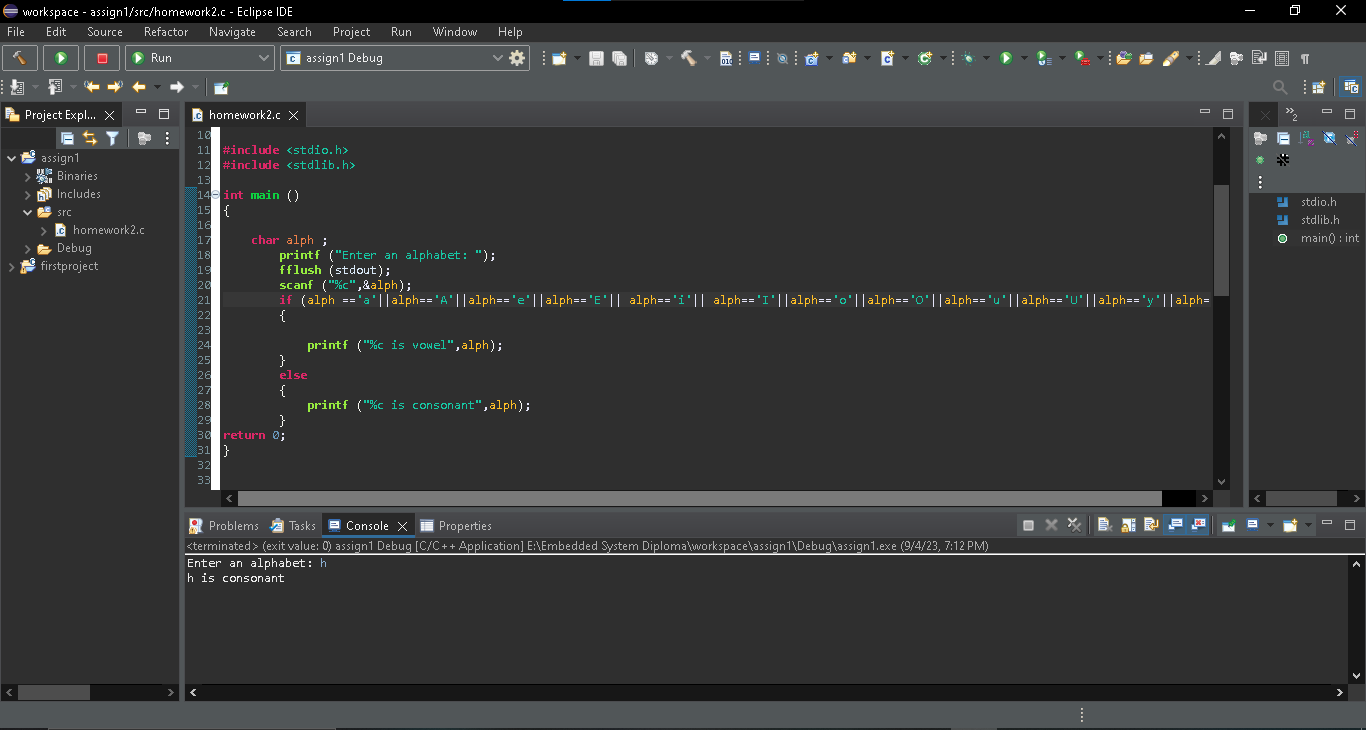 workspace - assign1/src/homework2.c - Eclipse IDE
File Edit Source Refactor Navigate Search Project Run Window Help
Run
assign1 Debug
Project Expl...
assign1
Binaries
Includes
src
homework2.c
Debug
firstproject
homework2.c
10
11 #include <stdio.h>
12 #include <stdlib.h>
13
14 int main ()
15 {
16
17 char alph ;
18 printf ("Enter an alphabet: ");
19 fflush (stdout);
20 scanf ("%c",&alph);
21 if (alph =='a'||alph=='A'||alph=='e'||alph=='E'|| alph=='i'|| alph=='I'||alph=='o'||alph=='O'||alph=='u'||alph=='U'||alph=='y'||alph=
22 {
23
24 printf ("%c is vowel",alph);
25 }
26 else
27 {
28 printf ("%c is consonant",alph);
29 }
30 return 0;
31 }
32
33
2
stdio.h
stdlib.h
main() : int
Problems Tasks Console Properties
<terminated> (exit value: 0) assign1 Debug [C/C++ Application] E:\Embedded System Diploma\workspace\assign1\Debug\assign1.exe (9/4/23, 7:12 PM)
Enter an alphabet: h
h is consonant